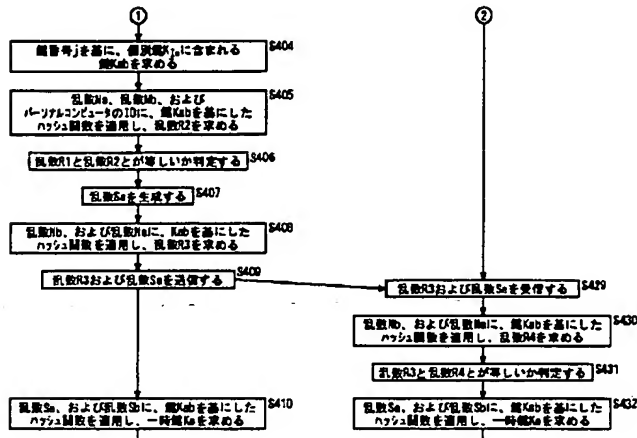 ①
②
鍵番号jを基に、個別鍵に含まれる
鍵Kabを求める
S404
乱数Na、乱数Nb、および
パーソナルコンピュータのIDに、鍵Kabを基にした
ハッシュ関数を適用し、乱数R2を求める
S405
乱数R1と乱数R2とが等しいか判定する
S406
乱数Saを生成する
S407
乱数Nb、および乱数Naに、Kabを基にした
ハッシュ関数を適用し、乱数R3を求める
S408
乱数R3および乱数Saを送信する
S409
乱数R3および乱数Saを受信する
S429
乱数Nb、および乱数Naに、鍵Kabを基にした
ハッシュ関数を適用し、乱数R4を求める
S430
乱数R3と乱数R4とが等しいか判定する
S431
乱数Sa、および乱数Sbに、鍵Kabを基にした
ハッシュ関数を適用し、一時鍵Ksを求める
S410
乱数Sa、および乱数Sbに、鍵Kabを基にした
ハッシュ関数を適用し、一時鍵Ksを求める
S432